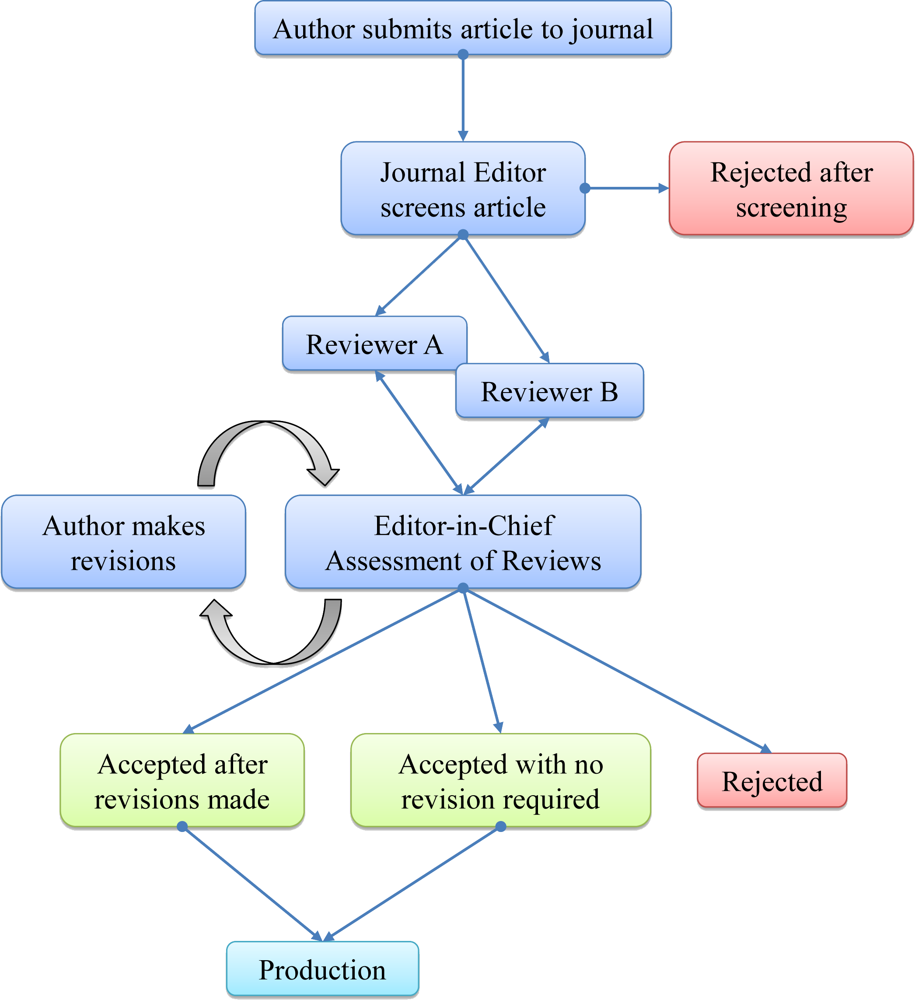 Author submits article to journal
Journal Editor
screens article
Rejected after
screening
Reviewer A
Reviewer B
Author makes
revisions
Editor-in-Chief
Assessment of Reviews
Accepted after
revisions made
Accepted with no
revision required
Rejected
Production